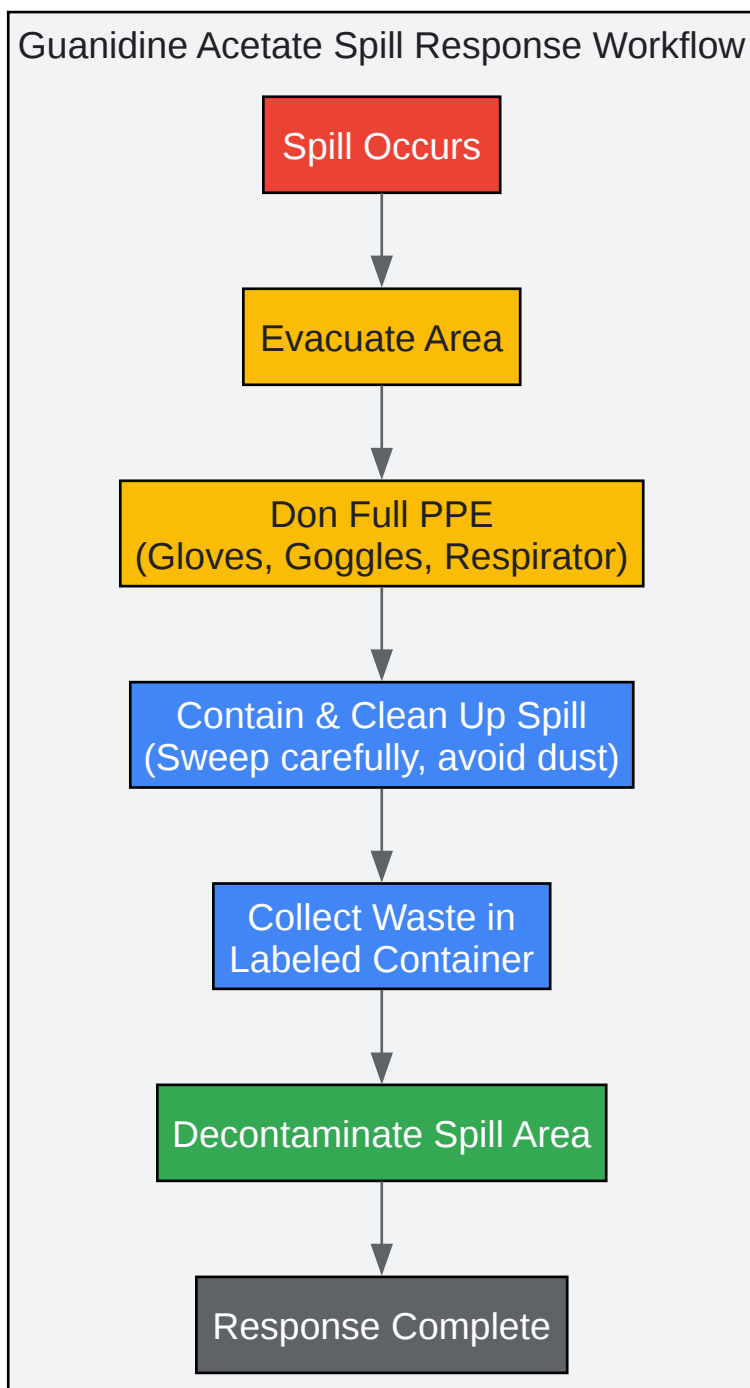 Guanidine Acetate Spill Response Workflow
Spill Occurs
Evacuate Area
Don Full PPE
(Gloves, Goggles, Respirator)
Contain & Clean Up Spill
(Sweep carefully, avoid dust)
Collect Waste in
Labeled Container
Decontaminate Spill Area
Response Complete